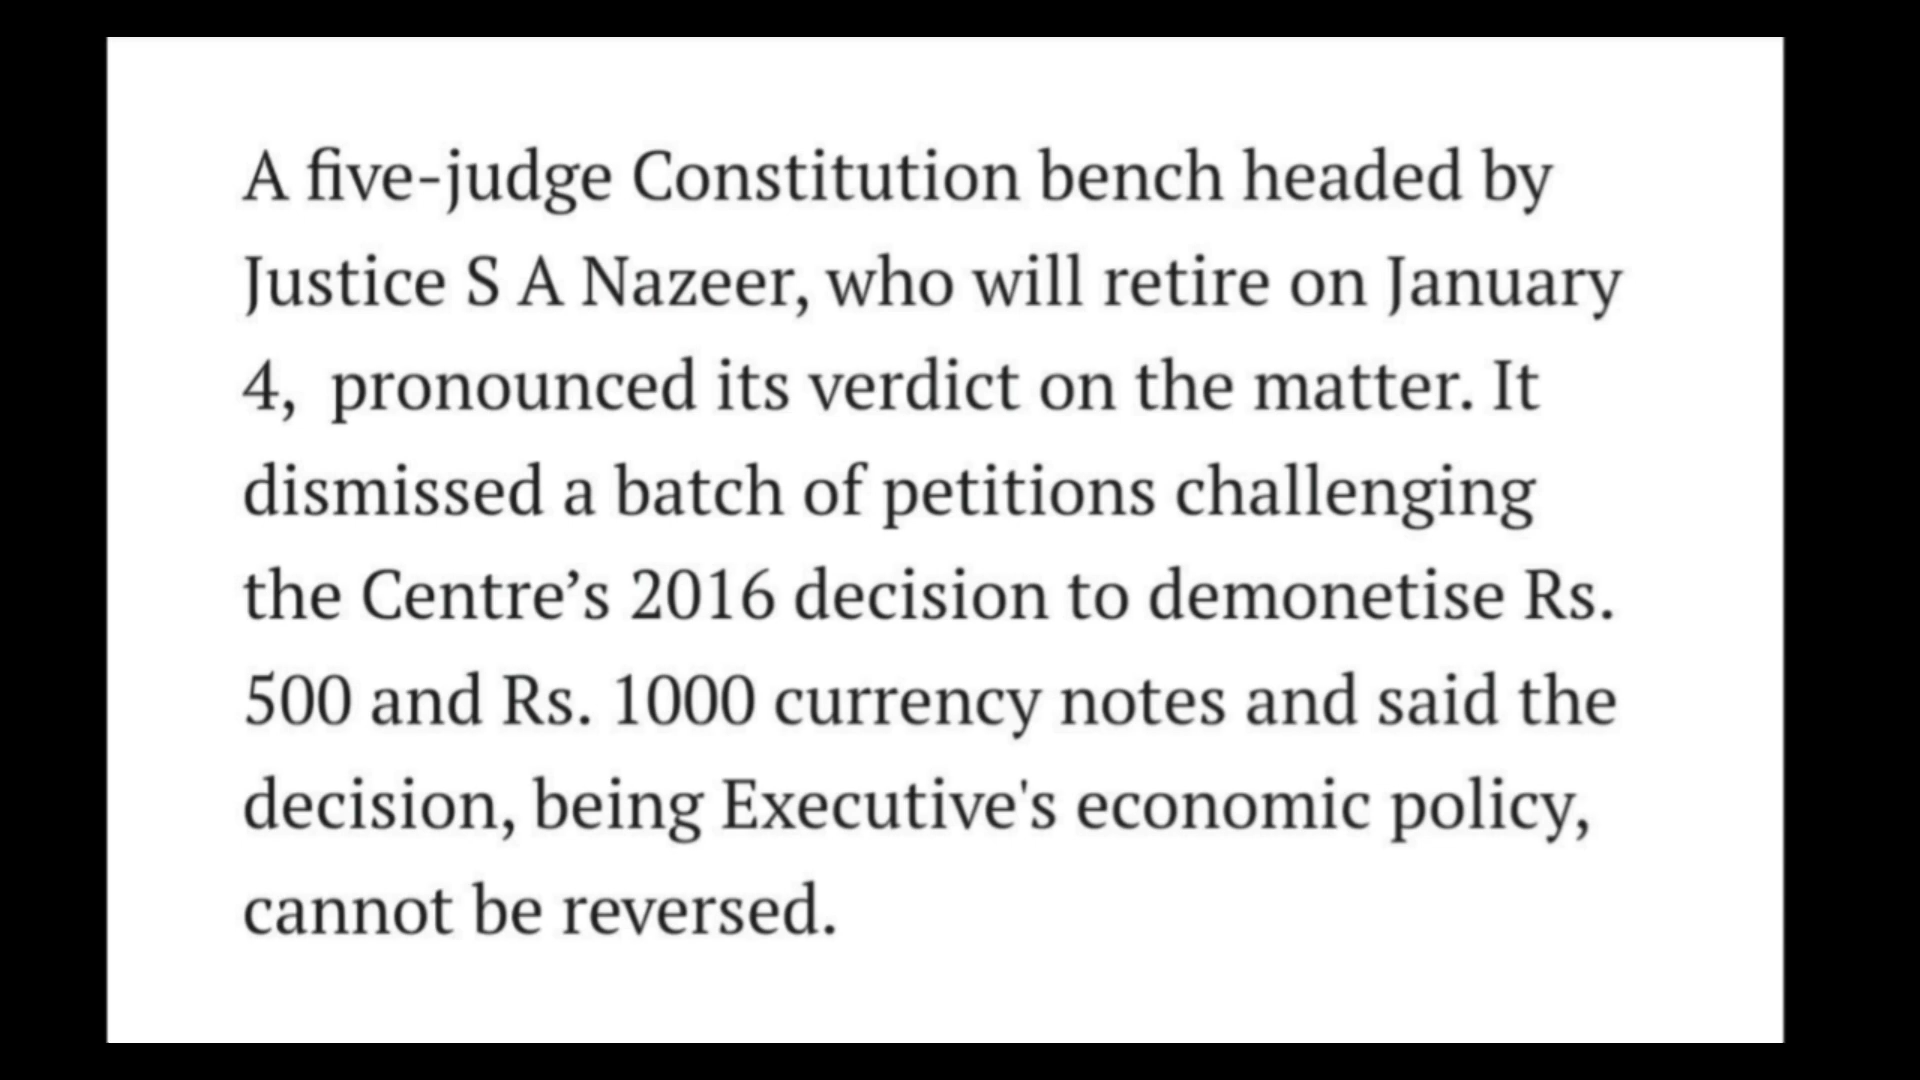 A five-judge Constitution bench headed by
Justice S A Nazeer, who will retire on January
4,  pronounced its verdict on the matter. It
dismissed a batch of petitions challenging
the Centre’s 2016 decision to demonetise Rs.
500 and Rs. 1000 currency notes and said the
decision, being Executive's economic policy,
cannot be reversed.